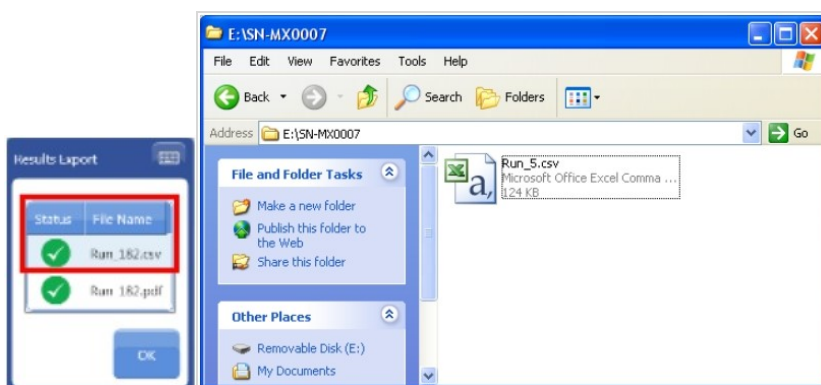 Results Export
Status File Name
Run_182.csv
Run 182.pdf
OK
E:\SN-MX0007
File Edit View Favorites Tools Help
Back Search Folders
Address E:\SN-MX0007 Go
File and Folder Tasks
Make a new folder
Publish this folder to
the Web
Share this folder
Other Places
Removable Disk (E:)
My Documents
Run_5.csv
Microsoft Office Excel Comma ...
124 KB
a,